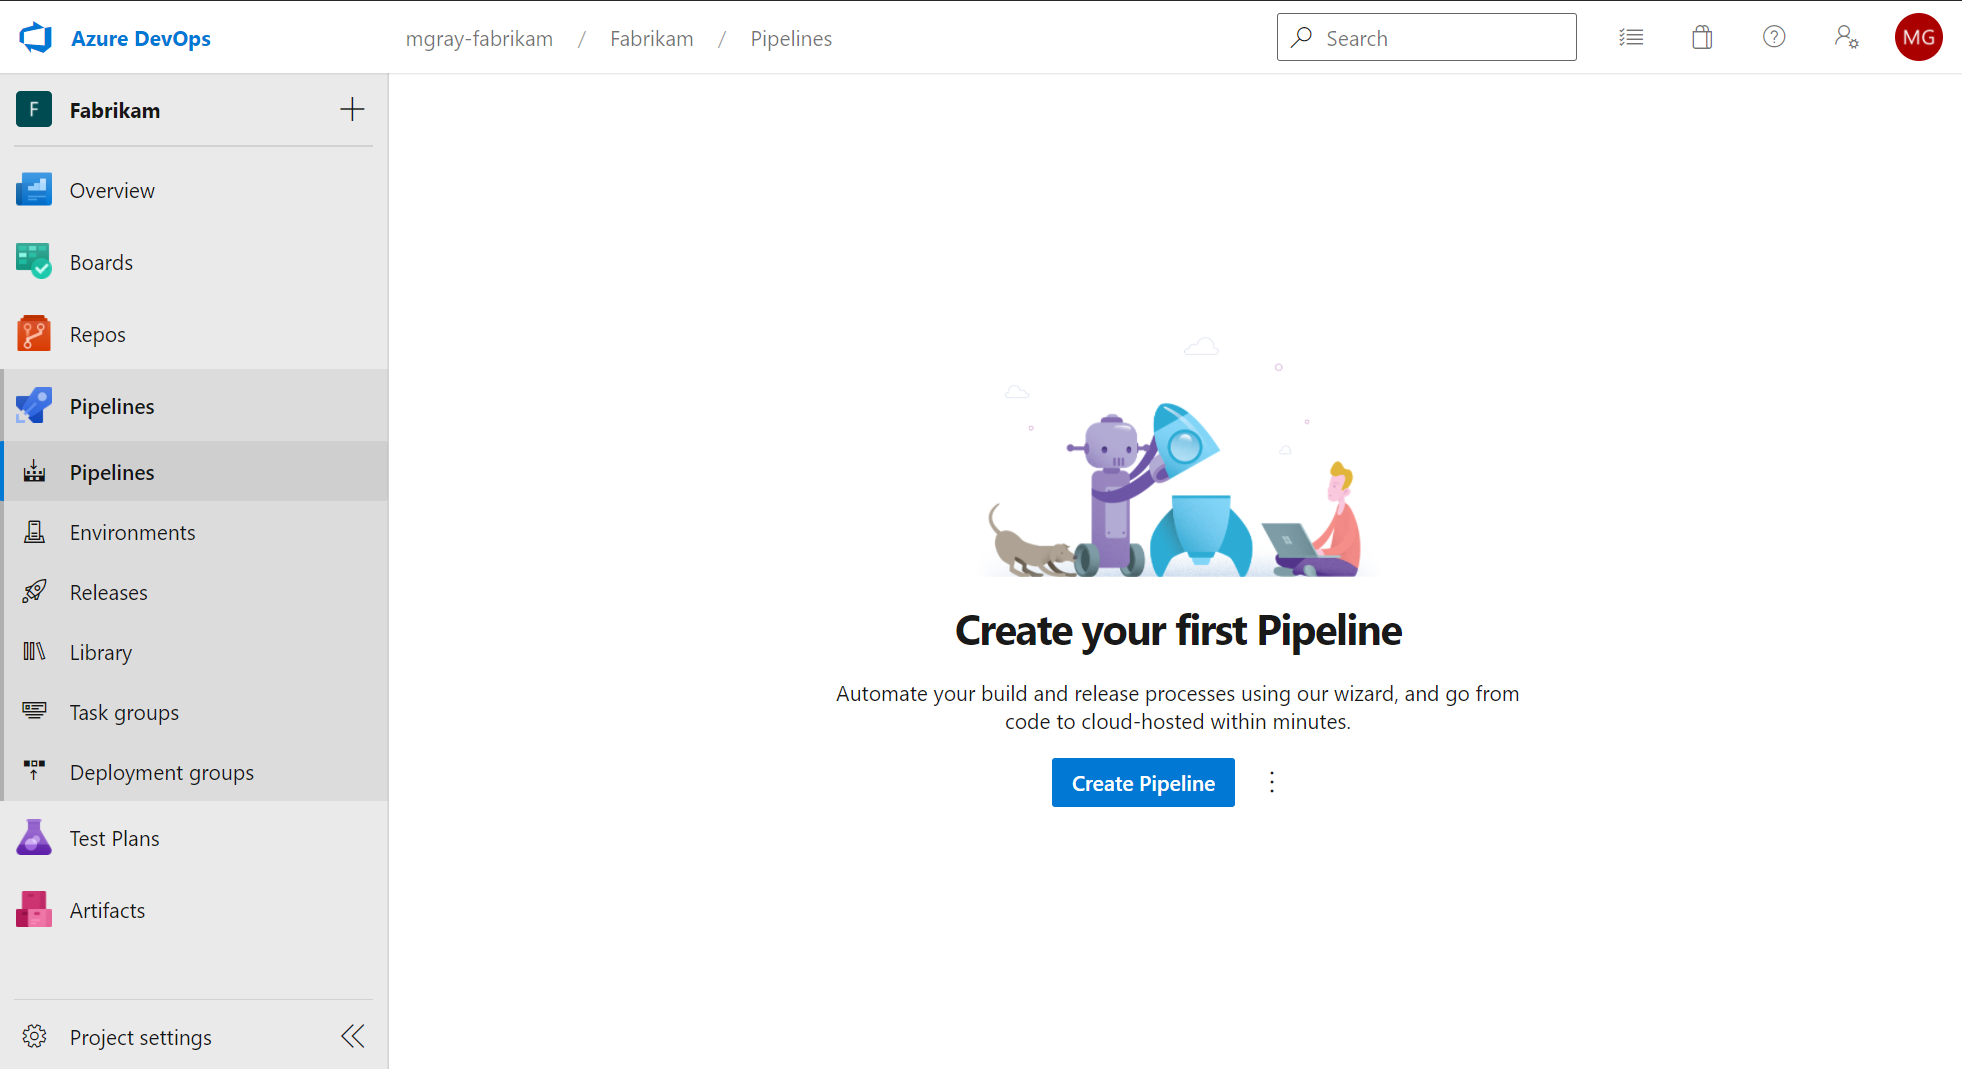 Azure DevOps
mgray-fabrikam / Fabrikam / Pipelines
Search
MG
F Fabrikam
Overview
Boards
Repos
Pipelines
Pipelines
Environments
Releases
Library
Task groups
Deployment groups
Test Plans
Artifacts
Project settings
Create your first Pipeline
Automate your build and release processes using our wizard, and go from
code to cloud-hosted within minutes.
Create Pipeline